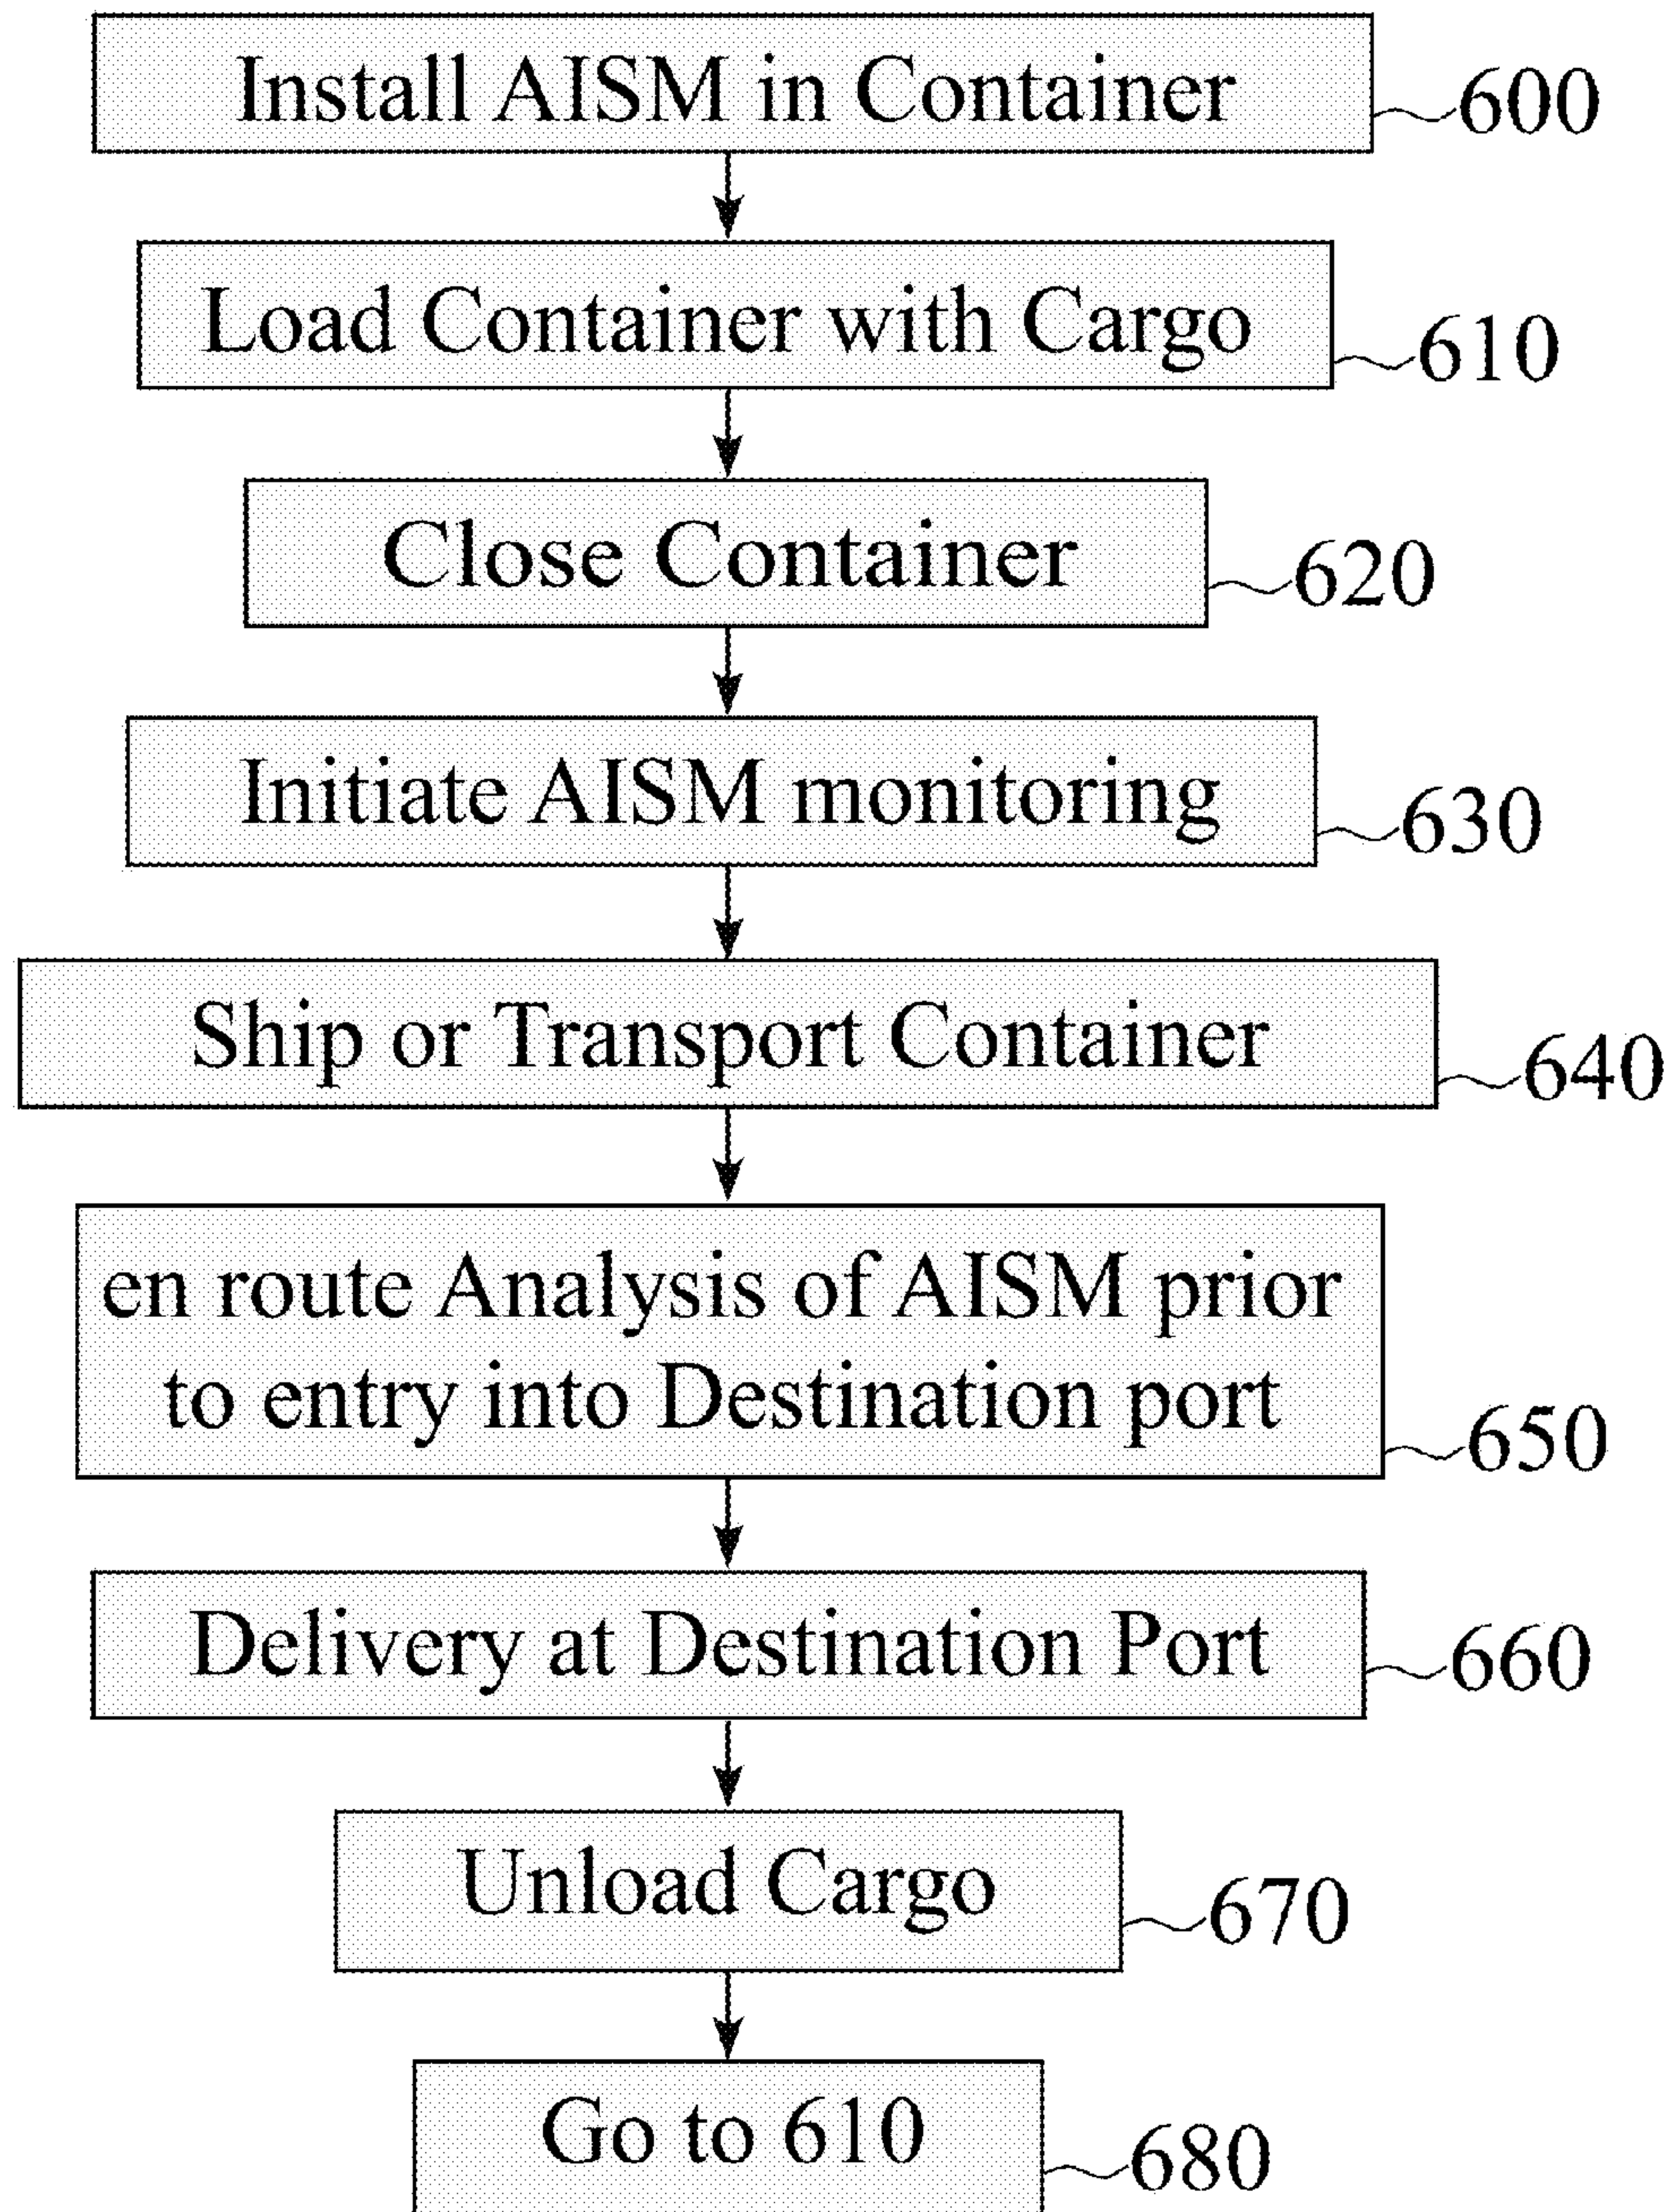 Install AISM in Container
600
Load Container with Cargo
610
Close Container
620
Initiate AISM monitoring
630
Ship or Transport Container
640
en route Analysis of AISM prior
to entry into Destination port
650
Delivery at Destination Port
660
Unload Cargo
670
Go to 610
680